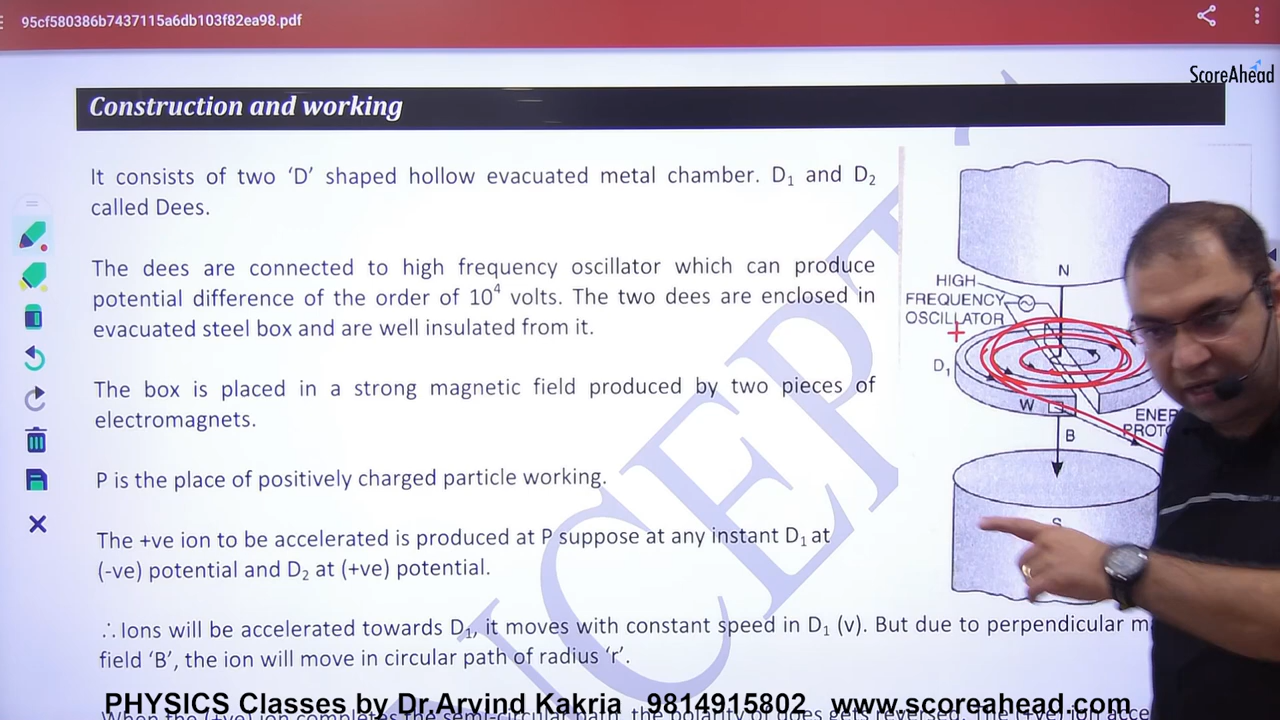 95cf580386b7437115a6db103f82ea98.pdf
ScoreAhead
Construction and working
It consists of two ‘D’ shaped hollow evacuated metal chamber. D₁ and D₂
called Dees.
The dees are connected to high frequency oscillator which can produce
potential difference of the order of 10⁴ volts. The two dees are enclosed in
evacuated steel box and are well insulated from it.
The box is placed in a strong magnetic field produced by two pieces of
electromagnets.
P is the place of positively charged particle working.
The +ve ion to be accelerated is produced at P suppose at any instant D₁ at
(-ve) potential and D₂ at (+ve) potential.
∴ Ions will be accelerated towards D₁, it moves with constant speed in D₁ (v). But due to perpendicular
field ‘B’, the ion will move in circular path of radius ‘r’.
N
HIGH
FREQUENCY
OSCILLATOR
+
D₁
W
B
S
PHYSICS Classes by Dr.Arvind Kakria 9814915802 www.scoreahead.com